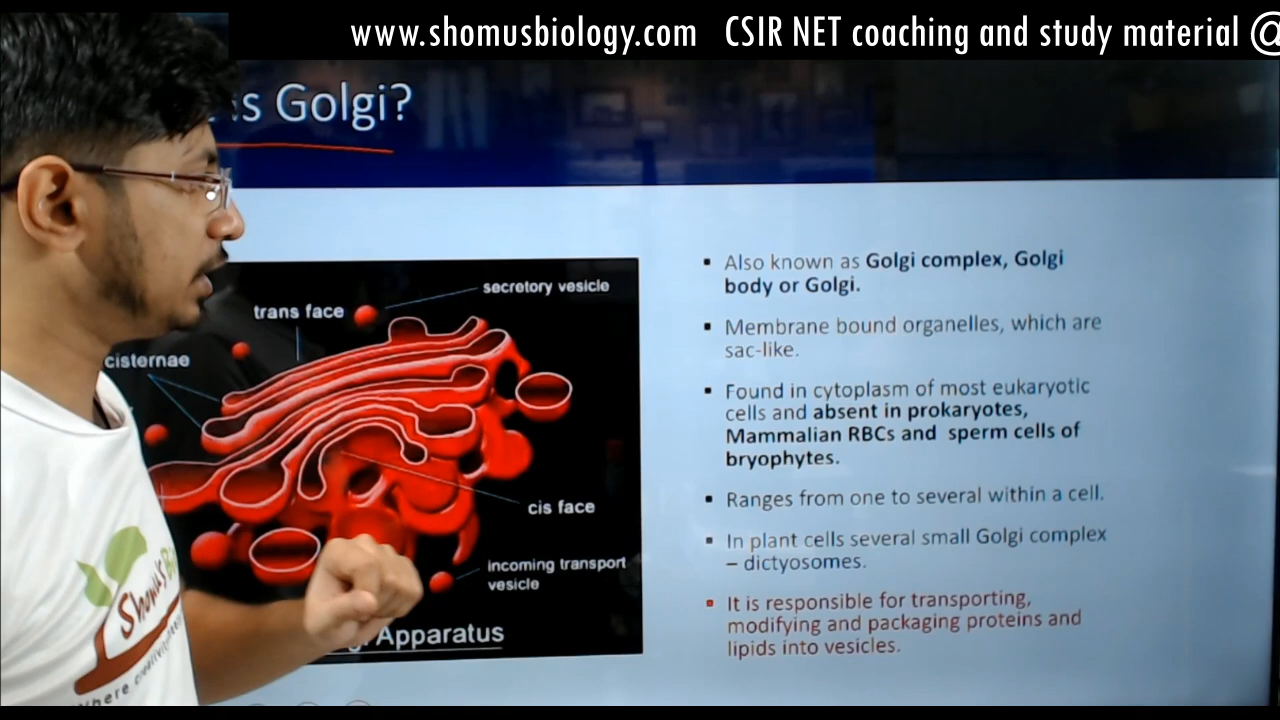 www.shomusbiology.com CSIR NET coaching and study material @
is Golgi?
secretory vesicle
trans face
cisternae
cis face
incoming transport
vesicle
Apparatus
▪ Also known as Golgi complex, Golgi
body or Golgi.
▪ Membrane bound organelles, which are
sac-like.
▪ Found in cytoplasm of most eukaryotic
cells and absent in prokaryotes,
Mammalian RBCs and sperm cells of
bryophytes.
▪ Ranges from one to several within a cell.
▪ In plant cells several small Golgi complex
– dictyosomes.
▪ It is responsible for transporting,
modifying and packaging proteins and
lipids into vesicles.
Shomu's
Where